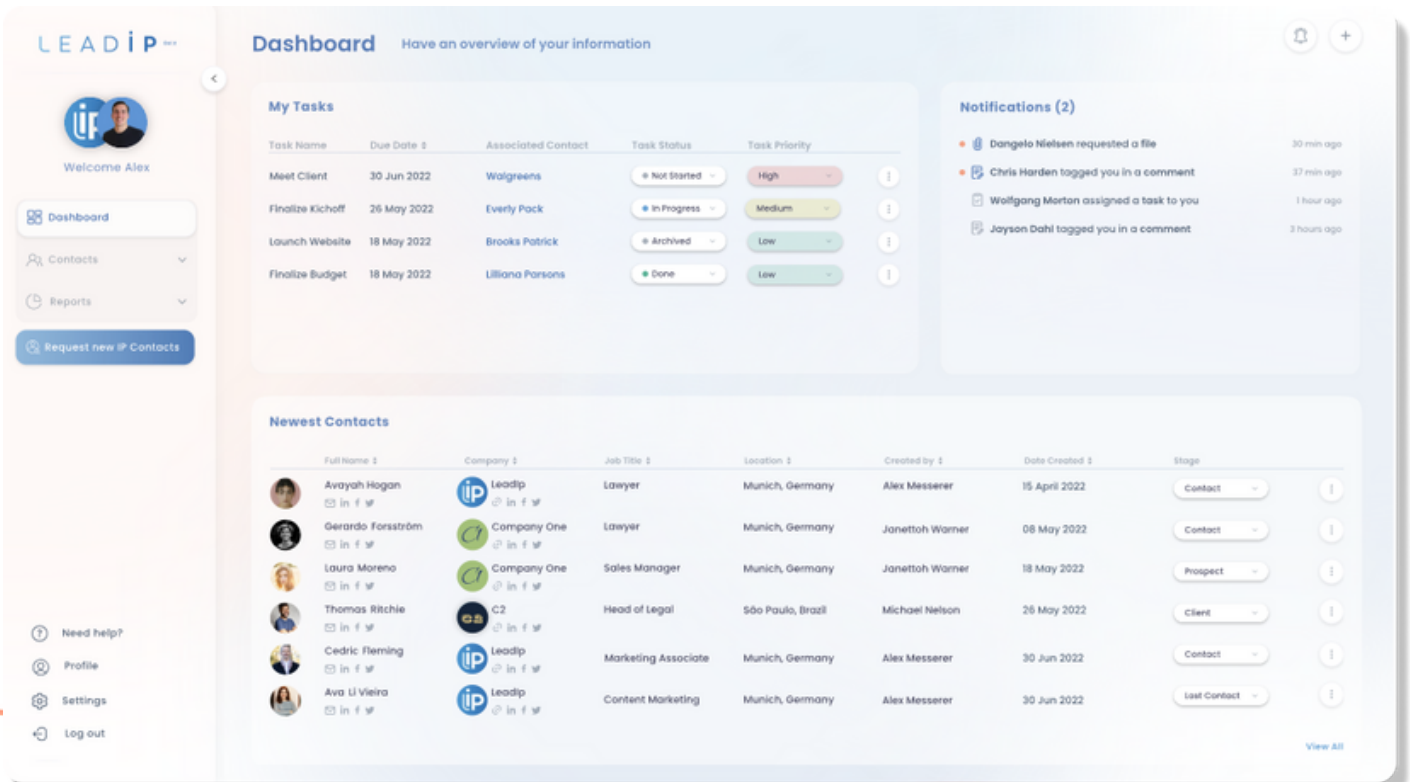 LEADİP
Dashboard Have an overview of your information
Welcome Alex
Dashboard
Contacts
Reports
Request new IP Contacts
Need help?
Profile
Settings
Log out
My Tasks
Task Name Due Date Associated Contact Task Status Task Priority
Meet Client 30 Jun 2022 Walgreens Not Started High
Finalize Kichoff 26 May 2022 Everly Pack In Progress Medium
Launch Website 18 May 2022 Brooks Patrick Archived Low
Finalize Budget 18 May 2022 Lilliana Parsons Done Low
Notifications (2)
Dangelo Nielsen requested a file 30 min ago
Chris Harden tagged you in a comment 37 min ago
Wolfgang Morton assigned a task to you 1 hour ago
Jayson Dahl tagged you in a comment 3 hours ago
Newest Contacts
Full Name Company Job Title Location Created by Date Created Stage
Avayah Hogan Leadip Lawyer Munich, Germany Alex Messerer 15 April 2022 Contact
Gerardo Forsström Company One Lawyer Munich, Germany Janettoh Warner 08 May 2022 Contact
Laura Moreno Company One Sales Manager Munich, Germany Janettoh Warner 18 May 2022 Prospect
Thomas Ritchie C2 Head of Legal São Paulo, Brazil Michael Nelson 26 May 2022 Client
Cedric Fleming Leadip Marketing Associate Munich, Germany Alex Messerer 30 Jun 2022 Contact
Ava Li Vieira Leadip Content Marketing Munich, Germany Alex Messerer 30 Jun 2022 Lost Contact
View All